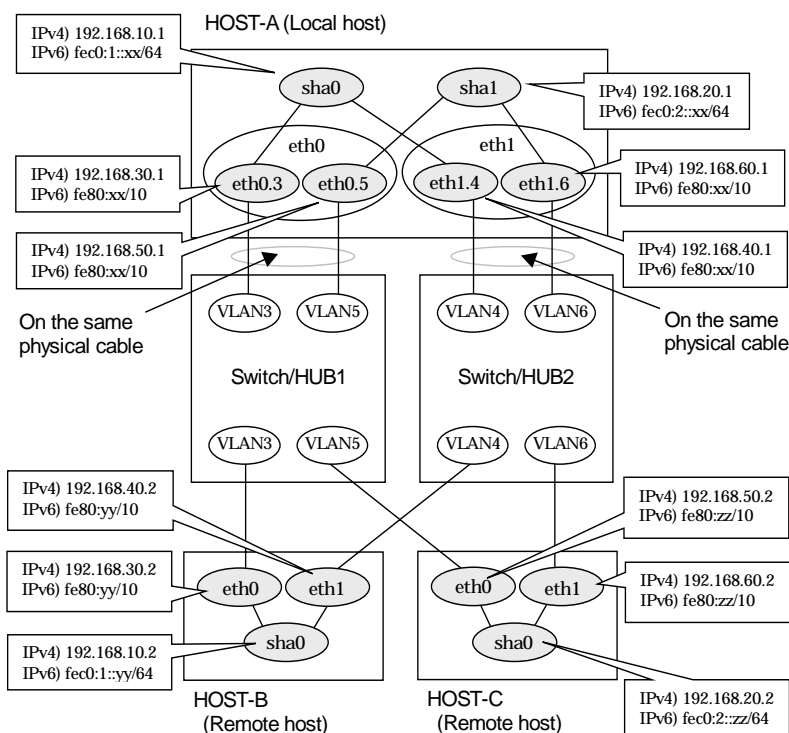 HOST-A (Local host)
IPv4) 192.168.10.1
IPv6) fec0:1::xx/64
sha0
sha1
IPv4) 192.168.20.1
IPv6) fec0:2::xx/64
eth0
eth1
IPv4) 192.168.30.1
IPv6) fe80:xx/10
eth0.3
eth0.5
eth1.4
eth1.6
IPv4) 192.168.60.1
IPv6) fe80:xx/10
IPv4) 192.168.50.1
IPv6) fe80:xx/10
IPv4) 192.168.40.1
IPv6) fe80:xx/10
On the same
physical cable
VLAN3
VLAN5
VLAN4
VLAN6
On the same
physical cable
Switch/HUB1
Switch/HUB2
VLAN3
VLAN5
VLAN4
VLAN6
IPv4) 192.168.40.2
IPv6) fe80:yy/10
IPv4) 192.168.50.2
IPv6) fe80:zz/10
IPv4) 192.168.30.2
IPv6) fe80:yy/10
eth0
eth1
eth0
eth1
IPv4) 192.168.60.2
IPv6) fe80:zz/10
IPv4) 192.168.10.2
IPv6) fec0:1::yy/64
sha0
sha0
IPv4) 192.168.20.2
IPv6) fec0:2::zz/64
HOST-B
(Remote host)
HOST-C
(Remote host)